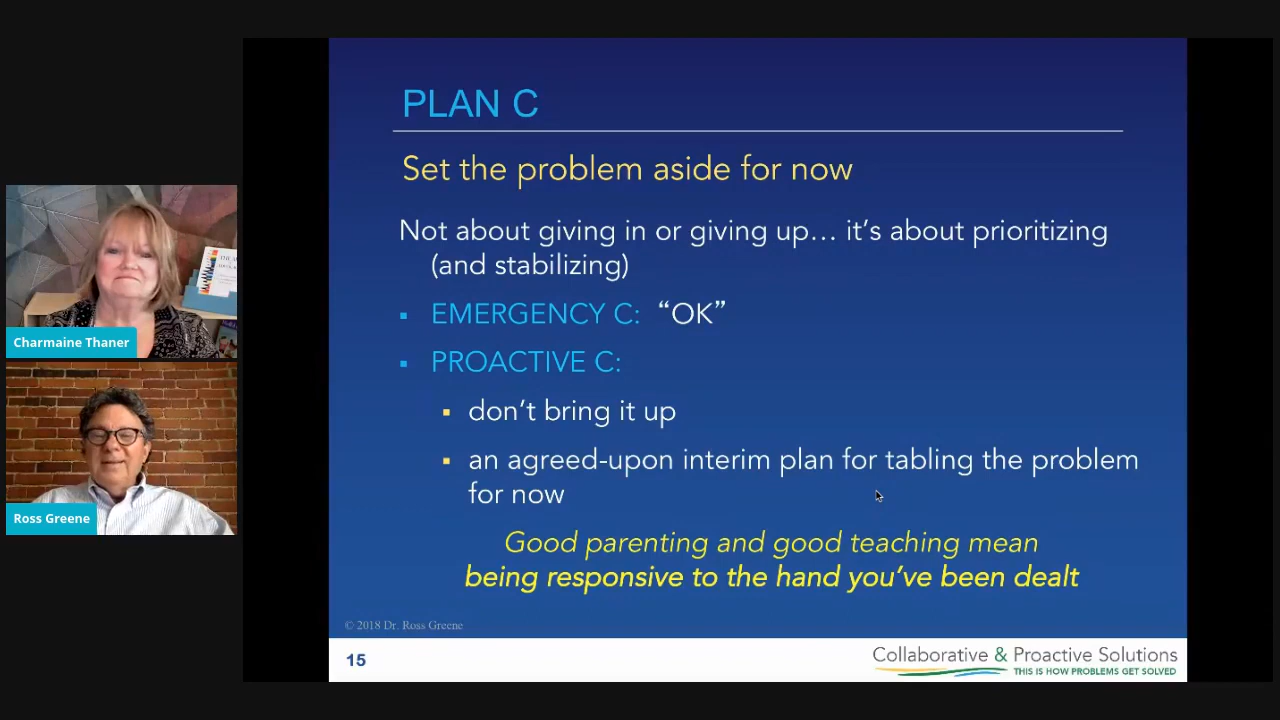 PLAN C
Set the problem aside for now
Not about giving in or giving up… it’s about prioritizing
(and stabilizing)
▪ EMERGENCY C: “OK”
▪ PROACTIVE C:
▪ don’t bring it up
▪ an agreed-upon interim plan for tabling the problem
for now
Good parenting and good teaching mean
being responsive to the hand you’ve been dealt
© 2018 Dr. Ross Greene
15
Collaborative & Proactive Solutions
THIS IS HOW PROBLEMS GET SOLVED
Charmaine Thaner
Ross Greene